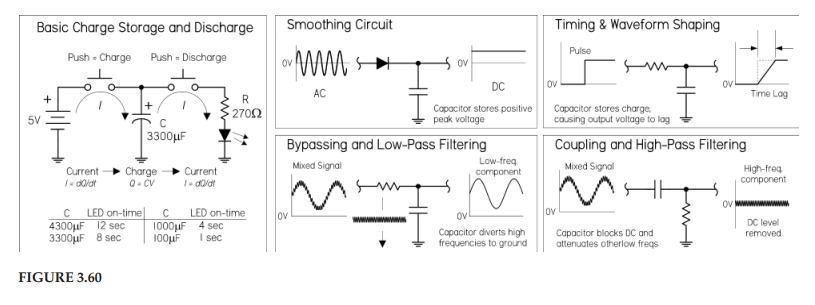 Basic Charge Storage and Discharge
Push = Charge Push = Discharge
I I
+ + R
5V C 270Ω
3300µF
Current Charge Current
I = dQ/dt Q = CV I = dQ/dt
C LED on-time C LED on-time
4300µF 12 sec 1000µF 4 sec
3300µF 8 sec 100µF 1 sec
Smoothing Circuit
0V 0V
AC DC
Capacitor stores positive
peak voltage
Timing & Waveform Shaping
Pulse
0V 0V
Time Lag
Capacitor stores charge,
causing output voltage to lag
Bypassing and Low-Pass Filtering
Mixed Signal Low-freq.
component
0V 0V
Capacitor diverts high
frequencies to ground
Coupling and High-Pass Filtering
Mixed Signal High-freq.
component
0V 0V
DC level
removed
Capacitor blocks DC and
attenuates otherlow freqs
FIGURE 3.60